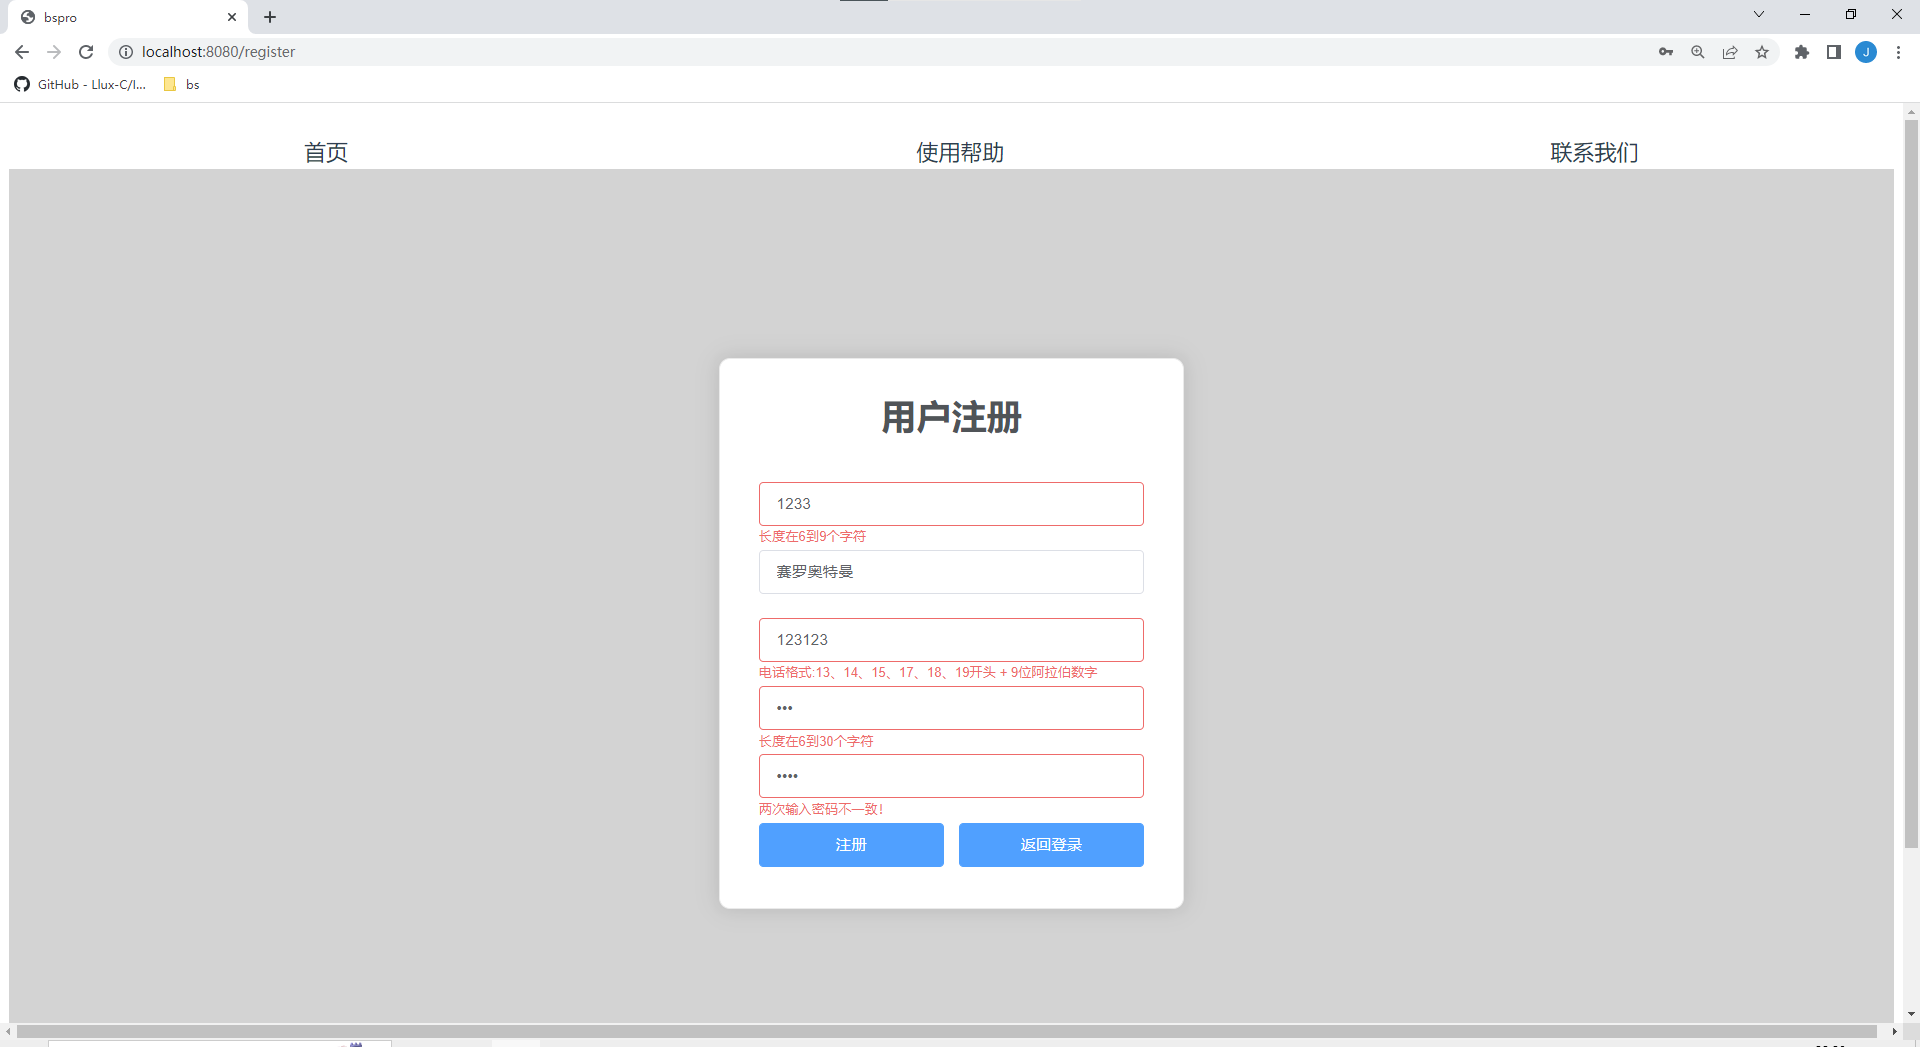 bspro
localhost:8080/register
J
GitHub - Llux-C/I...
bs
首页
使用帮助
联系我们
用户注册
1233
长度在6到9个字符
赛罗奥特曼
123123
电话格式:13、14、15、17、18、19开头 + 9位阿拉伯数字
•••
长度在6到30个字符
••••
两次输入密码不一致!
注册
返回登录